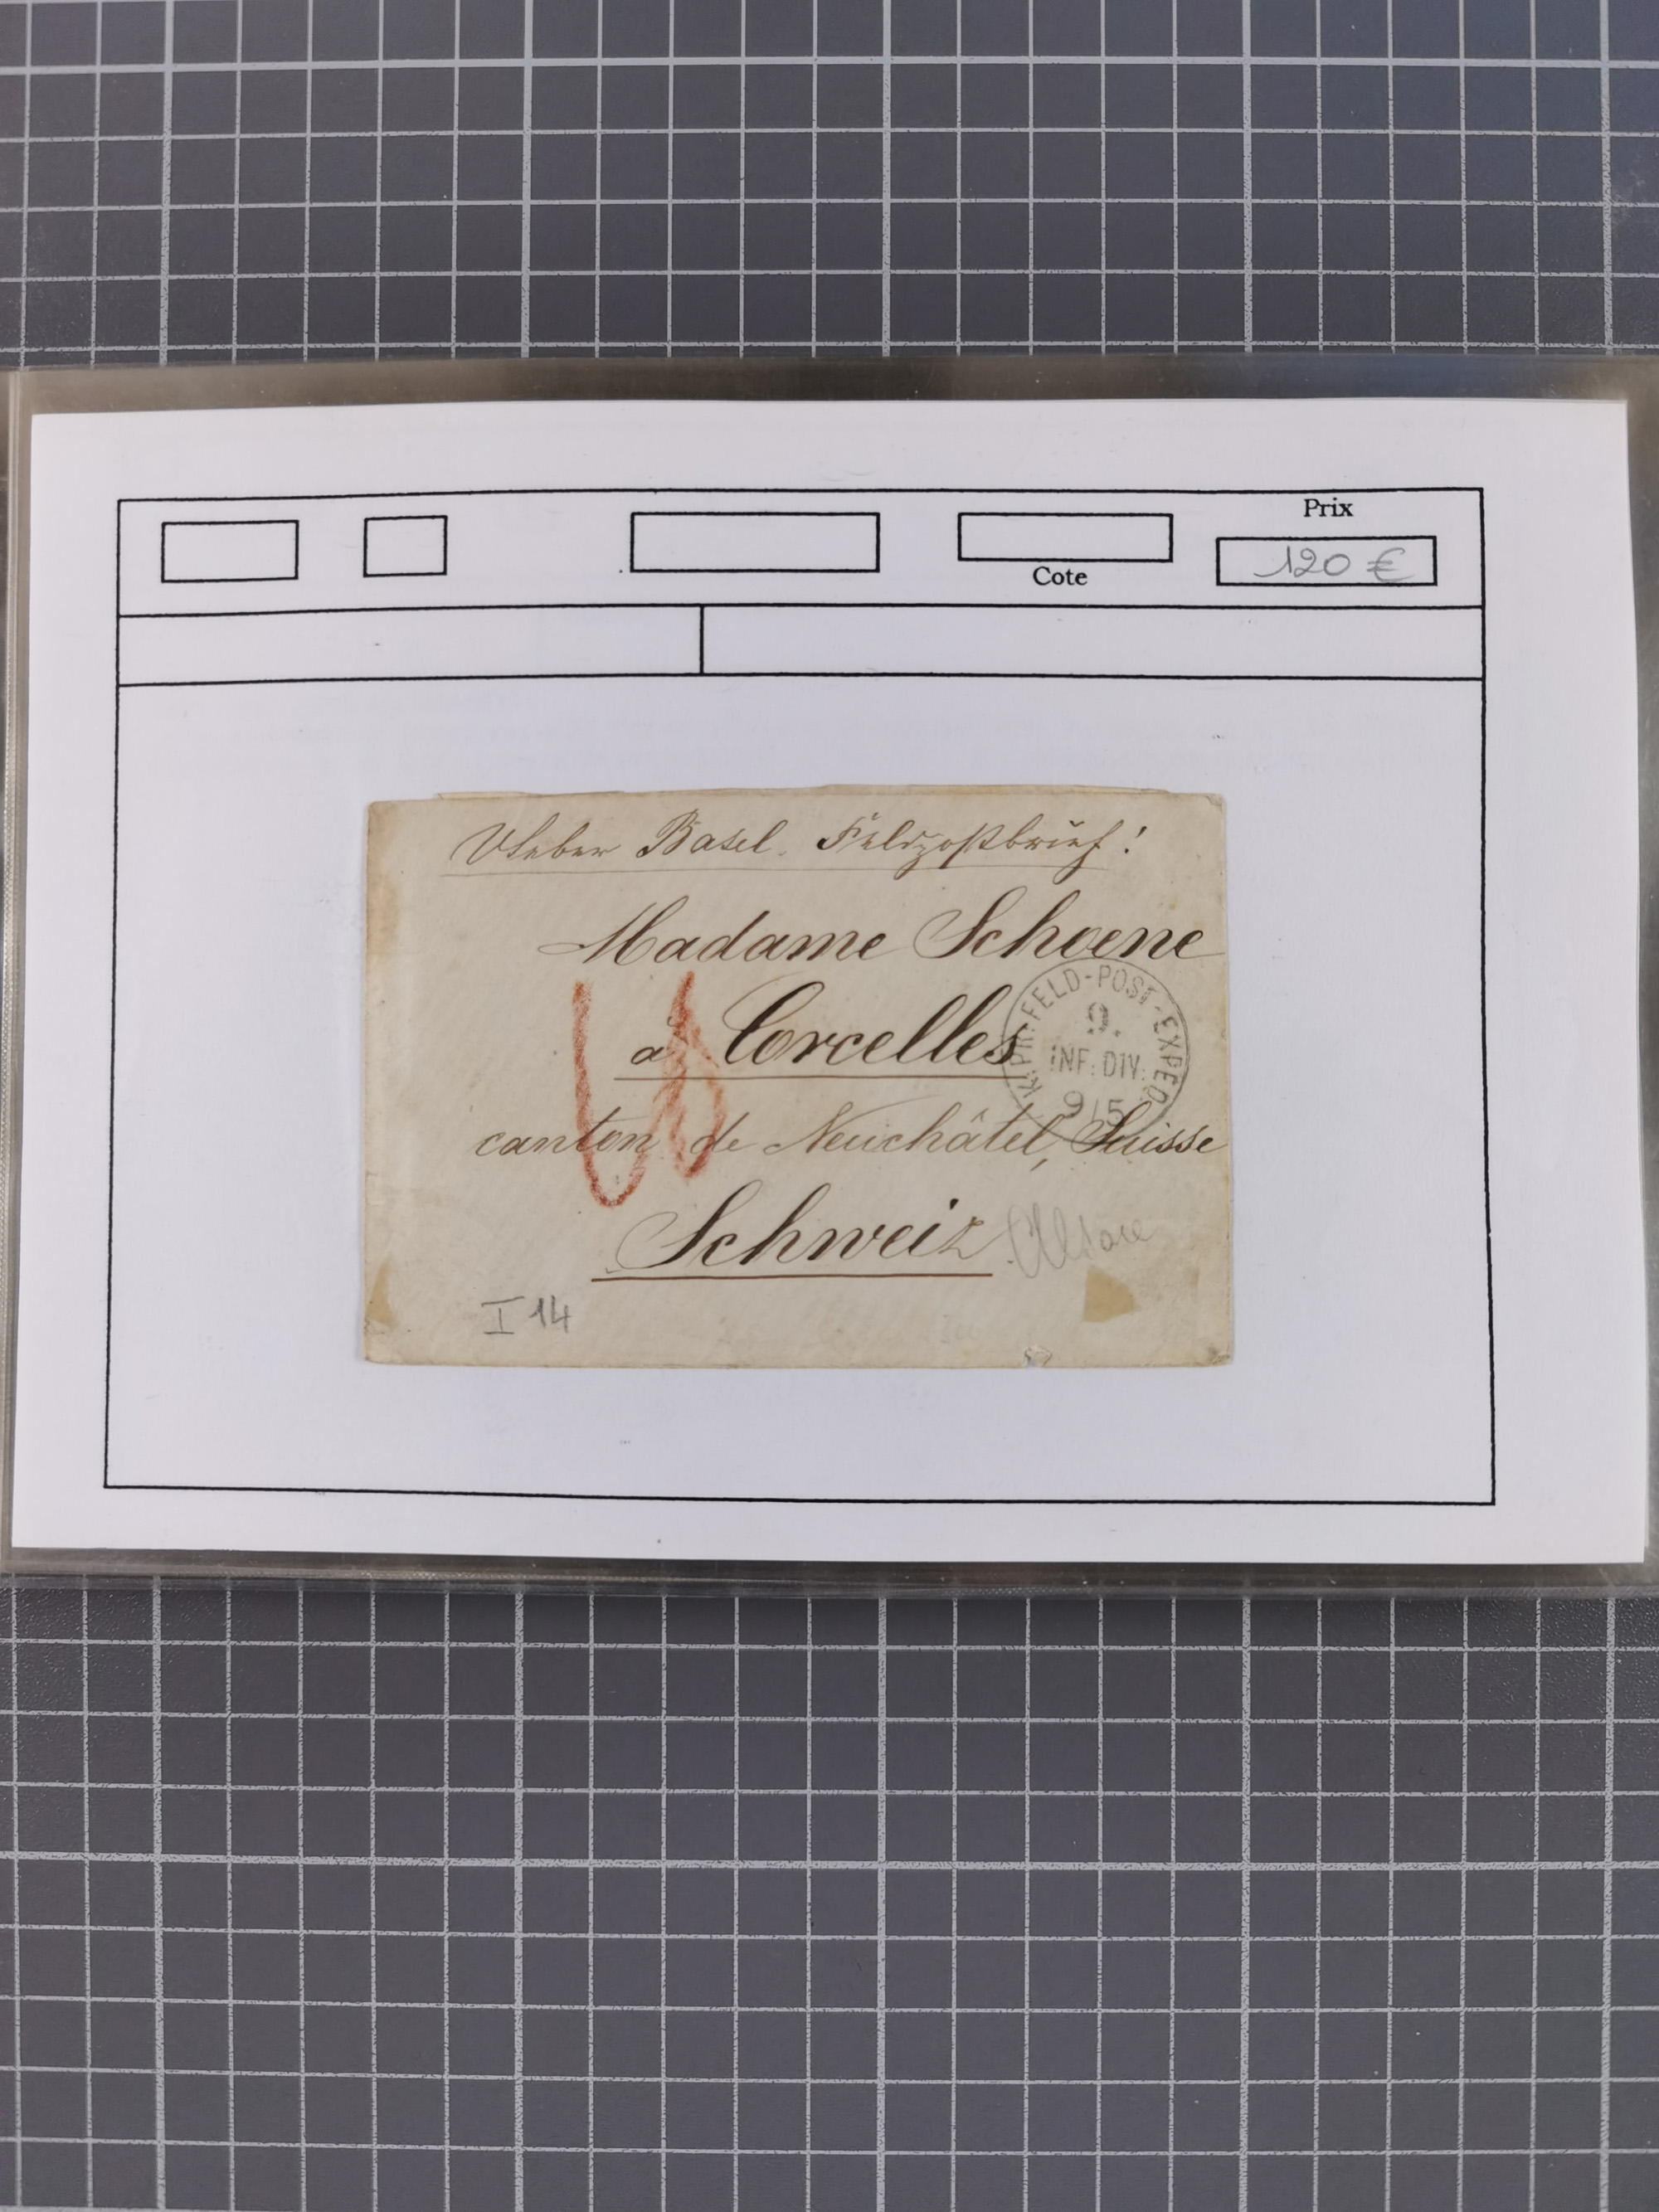 Prix
120 €
Cote
Ueber Basel. Feldpostbrief!
Madame Schoene
à Corcelles
K. PR. FELD-POST-EXPED.
9.
INF. DIV.
9/5
canton de Neuchâtel, Suisse
Schweiz
Alsace
I 14